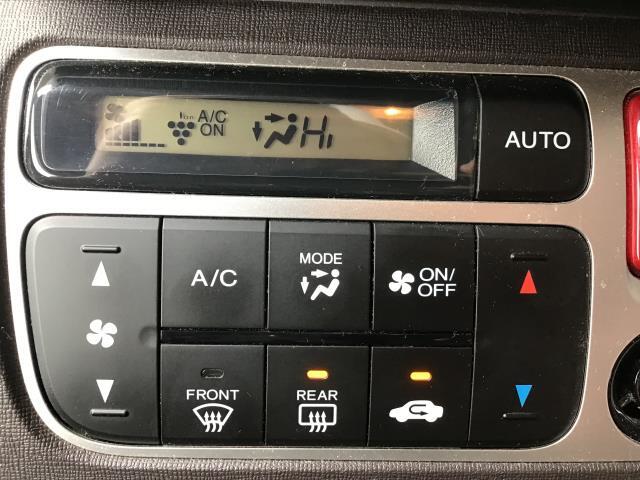 A/C
ON
Hi
AUTO
A/C
MODE
ON/
OFF
FRONT
REAR